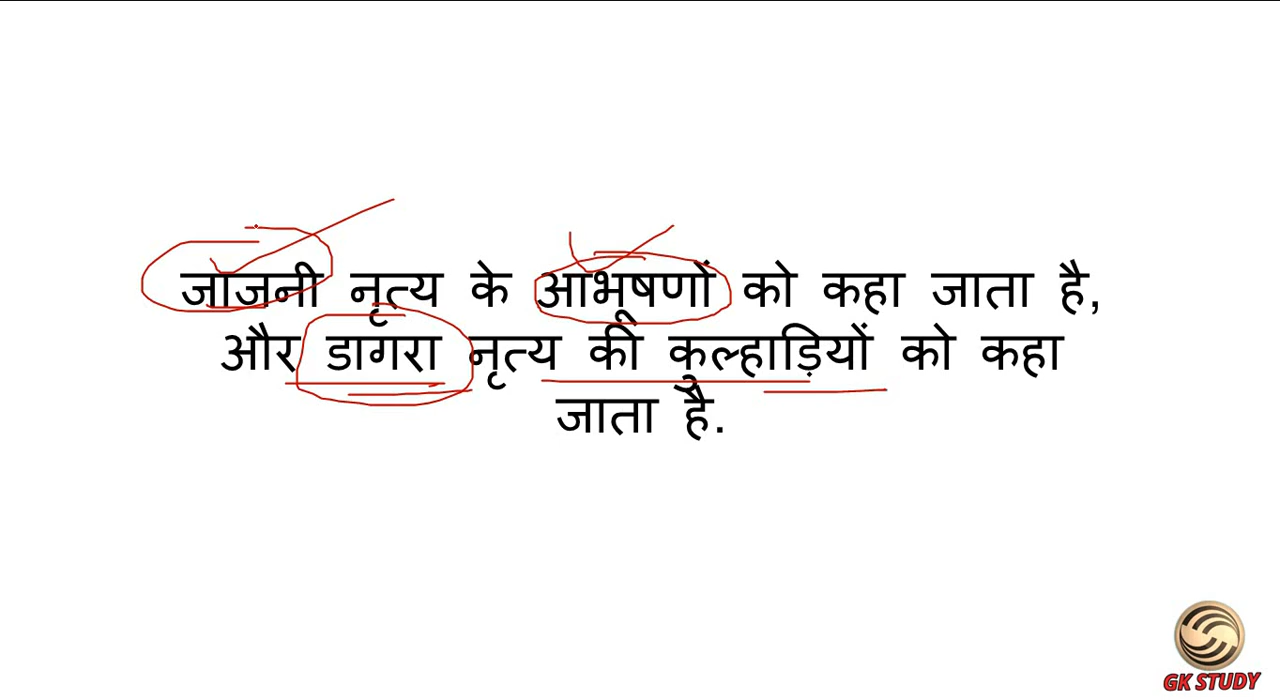 जाजनी नृत्य के आभूषणों को कहा जाता है,
और डागरा नृत्य की कुल्हाड़ियों को कहा
जाता है.
GK STUDY